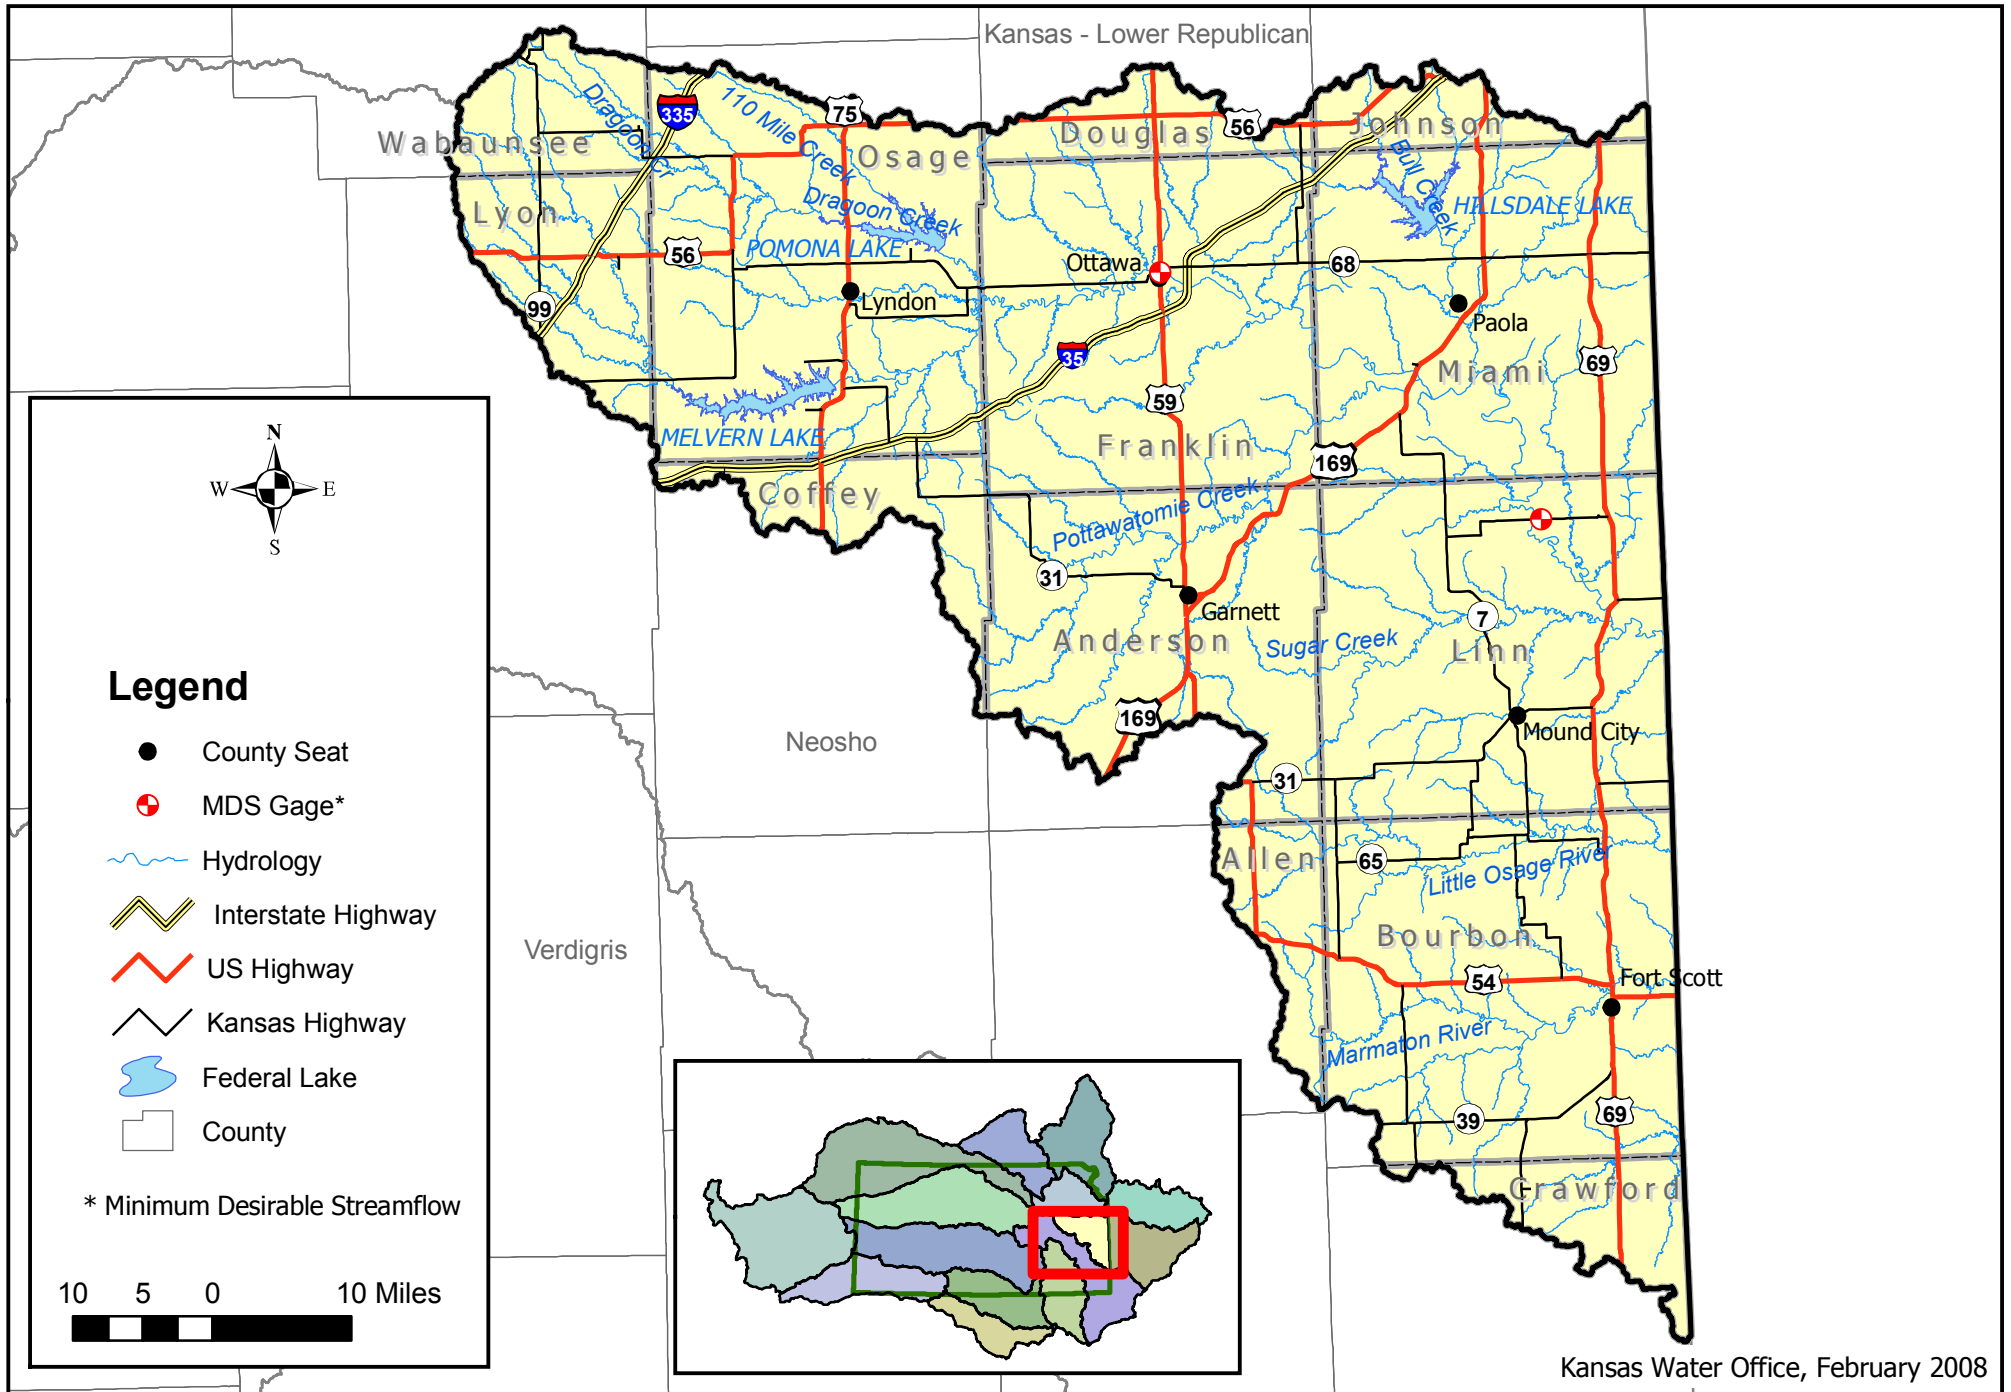 Kansas - Lower Republican
Wabaunsee
Dragoon Cr
335
110 Mile Creek
75
Osage
Douglas
56
Johnson
Bull Creek
HILLSDALE LAKE
Lyon
Dragoon Creek
56
POMONA LAKE
Ottawa
68
99
Lyndon
Paola
35
69
Miami
59
MELVERN LAKE
Franklin
169
Coffey
Pottawatomie Creek
31
Garnett
7
Anderson
Sugar Creek
Linn
169
Mound City
Neosho
31
Allen
65
Little Osage River
Bourbon
Verdigris
54
Fort Scott
Marmaton River
39
69
Crawford
N
W
E
S
Legend
County Seat
MDS Gage*
Hydrology
Interstate Highway
US Highway
Kansas Highway
Federal Lake
County
* Minimum Desirable Streamflow
10 5 0 10 Miles
Kansas Water Office, February 2008